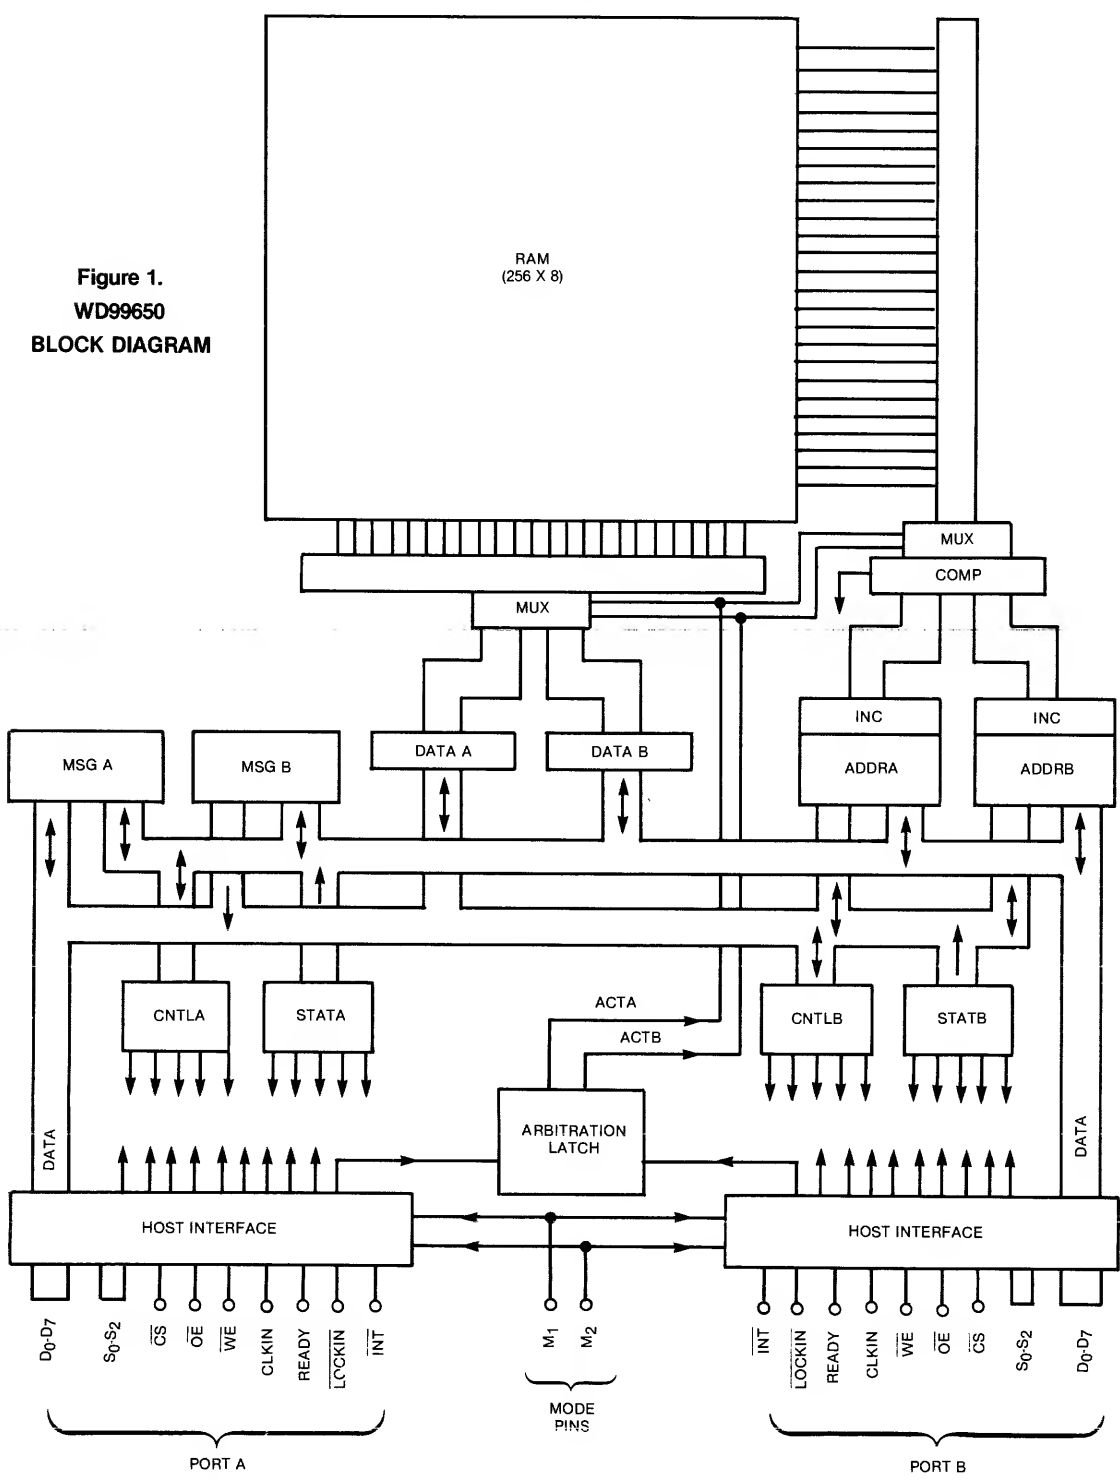 RAM
(256 X 8)
Figure 1.
WD99650
BLOCK DIAGRAM
MUX
COMP
MUX
INC
INC
MSG A
MSG B
DATA A
DATA B
ADDRA
ADDRB
CNTLA
STATA
ACTA
ACTB
CNTLB
STATB
ARBITRATION
LATCH
DATA
DATA
HOST INTERFACE
HOST INTERFACE
D0-D7
S0-S2
CS
OE
WE
CLKIN
READY
LOCKIN
INT
M1
M2
INT
LOCKIN
READY
CLKIN
WE
OE
CS
S0-S2
D0-D7
MODE
PINS
PORT A
PORT B